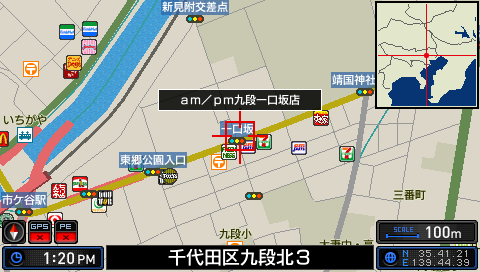 新見附交差点
靖国神社
am/pm九段一口坂店
いちがや
一口坂
東郷公園入口
市ケ谷駅
三番町
九段小
GPS
PE
SCALE
100m
1:20 PM
千代田区九段北3
N 35.41.21
E 139.44.39